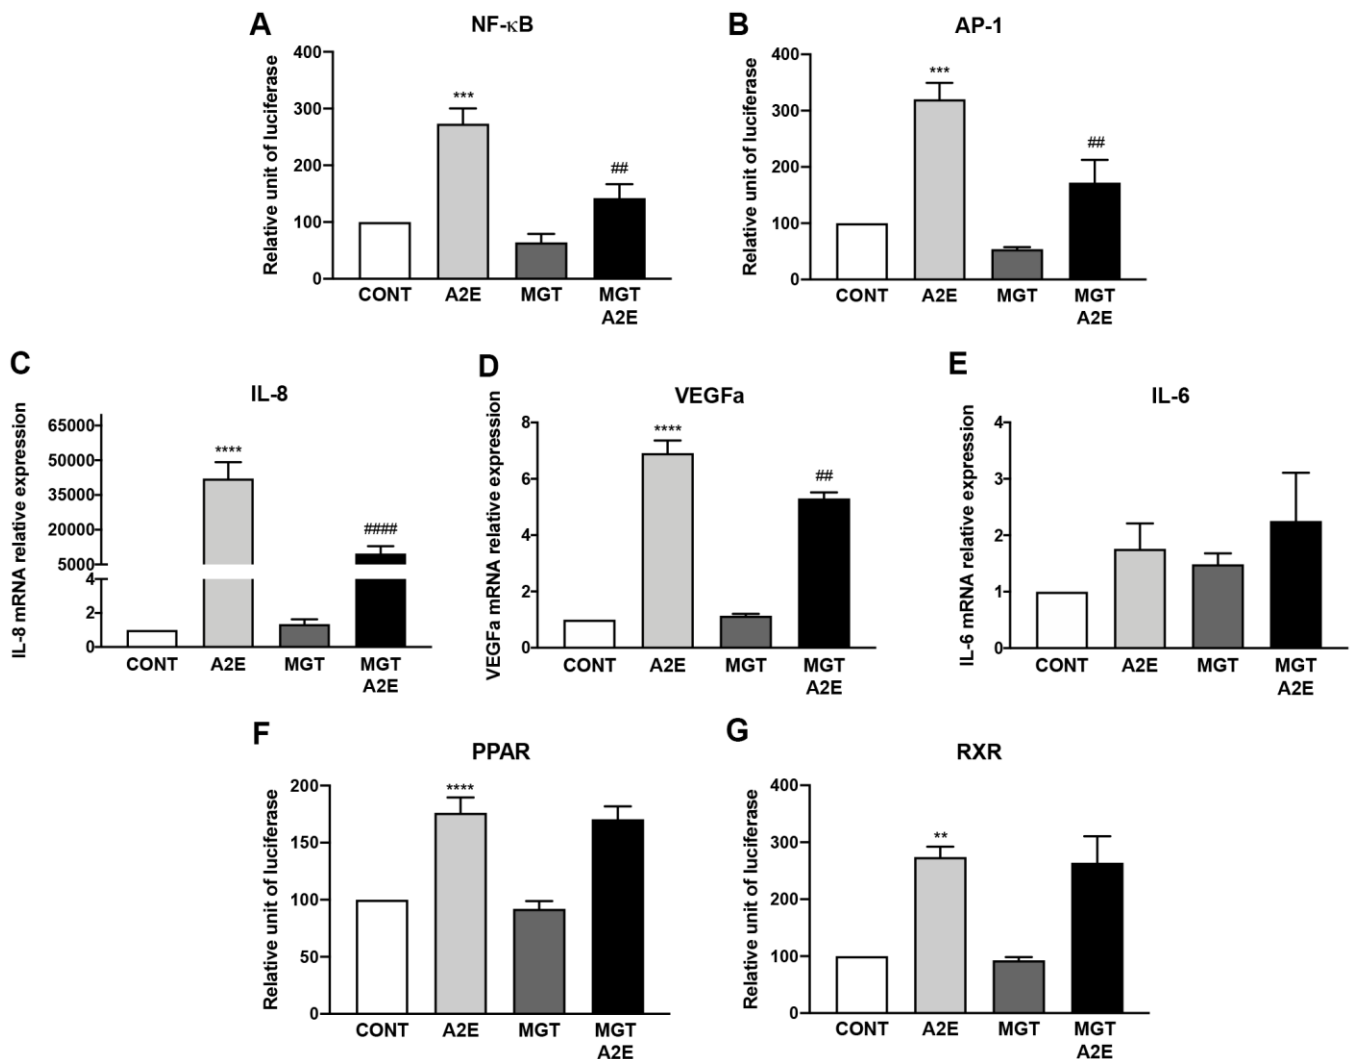 A
NF-κB
Relative unit of luciferase
400
300
200
100
0
***
##
CONT A2E MGT MGT
A2E
B
AP-1
Relative unit of luciferase
400
300
200
100
0
***
##
CONT A2E MGT MGT
A2E
C
IL-8
IL-8 mRNA relative expression
65000
50000
35000
20000
5000
4
2
0
****
####
CONT A2E MGT MGT
A2E
D
VEGFa
VEGFa mRNA relative expression
8
6
4
2
0
****
##
CONT A2E MGT MGT
A2E
E
IL-6
IL-6 mRNA relative expression
4
3
2
1
0
CONT A2E MGT MGT
A2E
F
PPAR
Relative unit of luciferase
200
150
100
50
0
****
CONT A2E MGT MGT
A2E
G
RXR
Relative unit of luciferase
400
300
200
100
0
**
CONT A2E MGT MGT
A2E